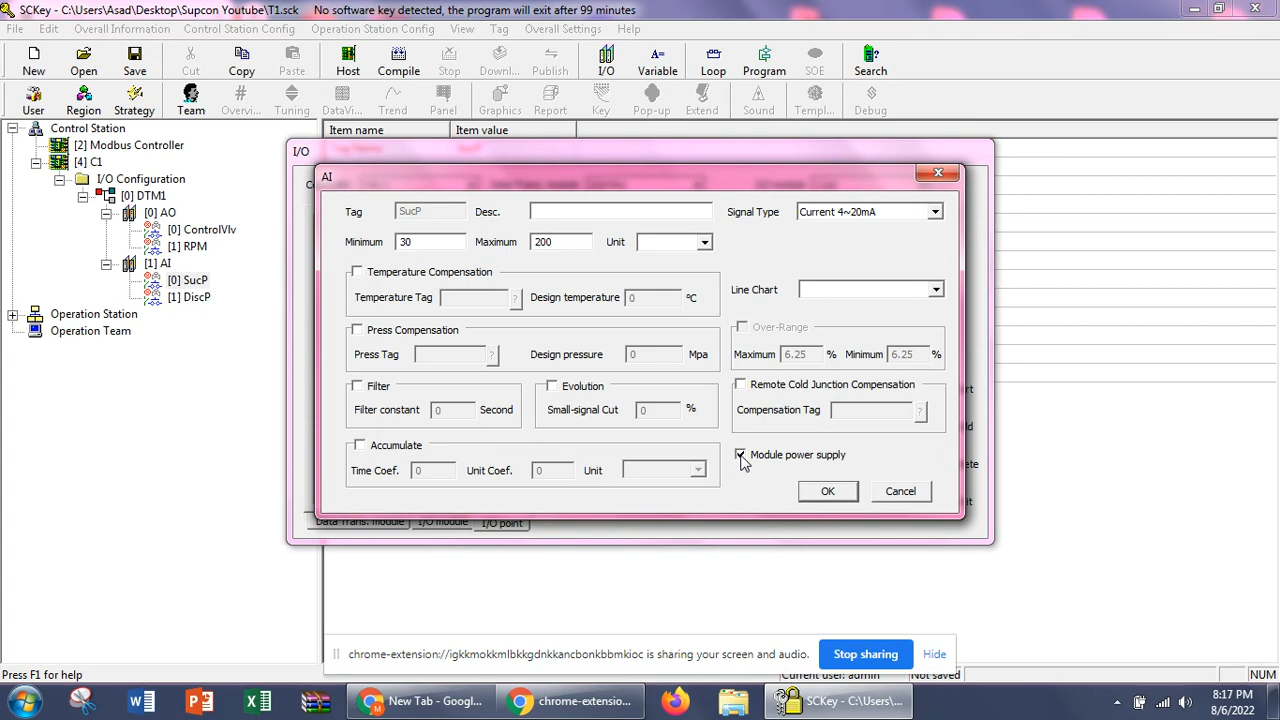 SCKey - C:\Users\Asad\Desktop\Supcon Youtube\T1.sck No software key detected, the program will exit after 99 minutes
File Edit Overall Information Control Station Config Operation Station Config View Tag Overall Settings Help
New Open Save Cut Copy Paste Host Compile Stop Downl... Publish I/O Variable Loop Program SOE Search
User Region Strategy Team Overvi... Tuning DataVi... Trend Panel Graphics Report Key Pop-up Extend Sound Templ... Debug
Control Station
[2] Modbus Controller
[4] C1
I/O Configuration
[0] DTM1
[0] AO
[0] ControlVlv
[1] RPM
[1] AI
[0] SucP
[1] DiscP
Operation Station
Operation Team
Item name Item value
I/O
AI
Tag SucP Desc. Signal Type Current 4~20mA
Minimum 30 Maximum 200 Unit
Temperature Compensation
Temperature Tag ? Design temperature 0 ºC
Line Chart
Press Compensation
Press Tag ? Design pressure 0 Mpa
Over-Range
Maximum 6.25 % Minimum 6.25 %
Filter
Filter constant 0 Second
Evolution
Small-signal Cut 0 %
Remote Cold Junction Compensation
Compensation Tag ?
Accumulate
Time Coef. 0 Unit Coef. 0 Unit
Module power supply
OK Cancel
Data Trans. module I/O module I/O point
chrome-extension://igkkmokkmlbkkgdnkkancbonkbbmkioc is sharing your screen and audio. Stop sharing Hide
Press F1 for help Current user: admin Not saved NUM
New Tab - Googl... chrome-extensio... SCKey - C:\Users\...
8:17 PM
8/6/2022